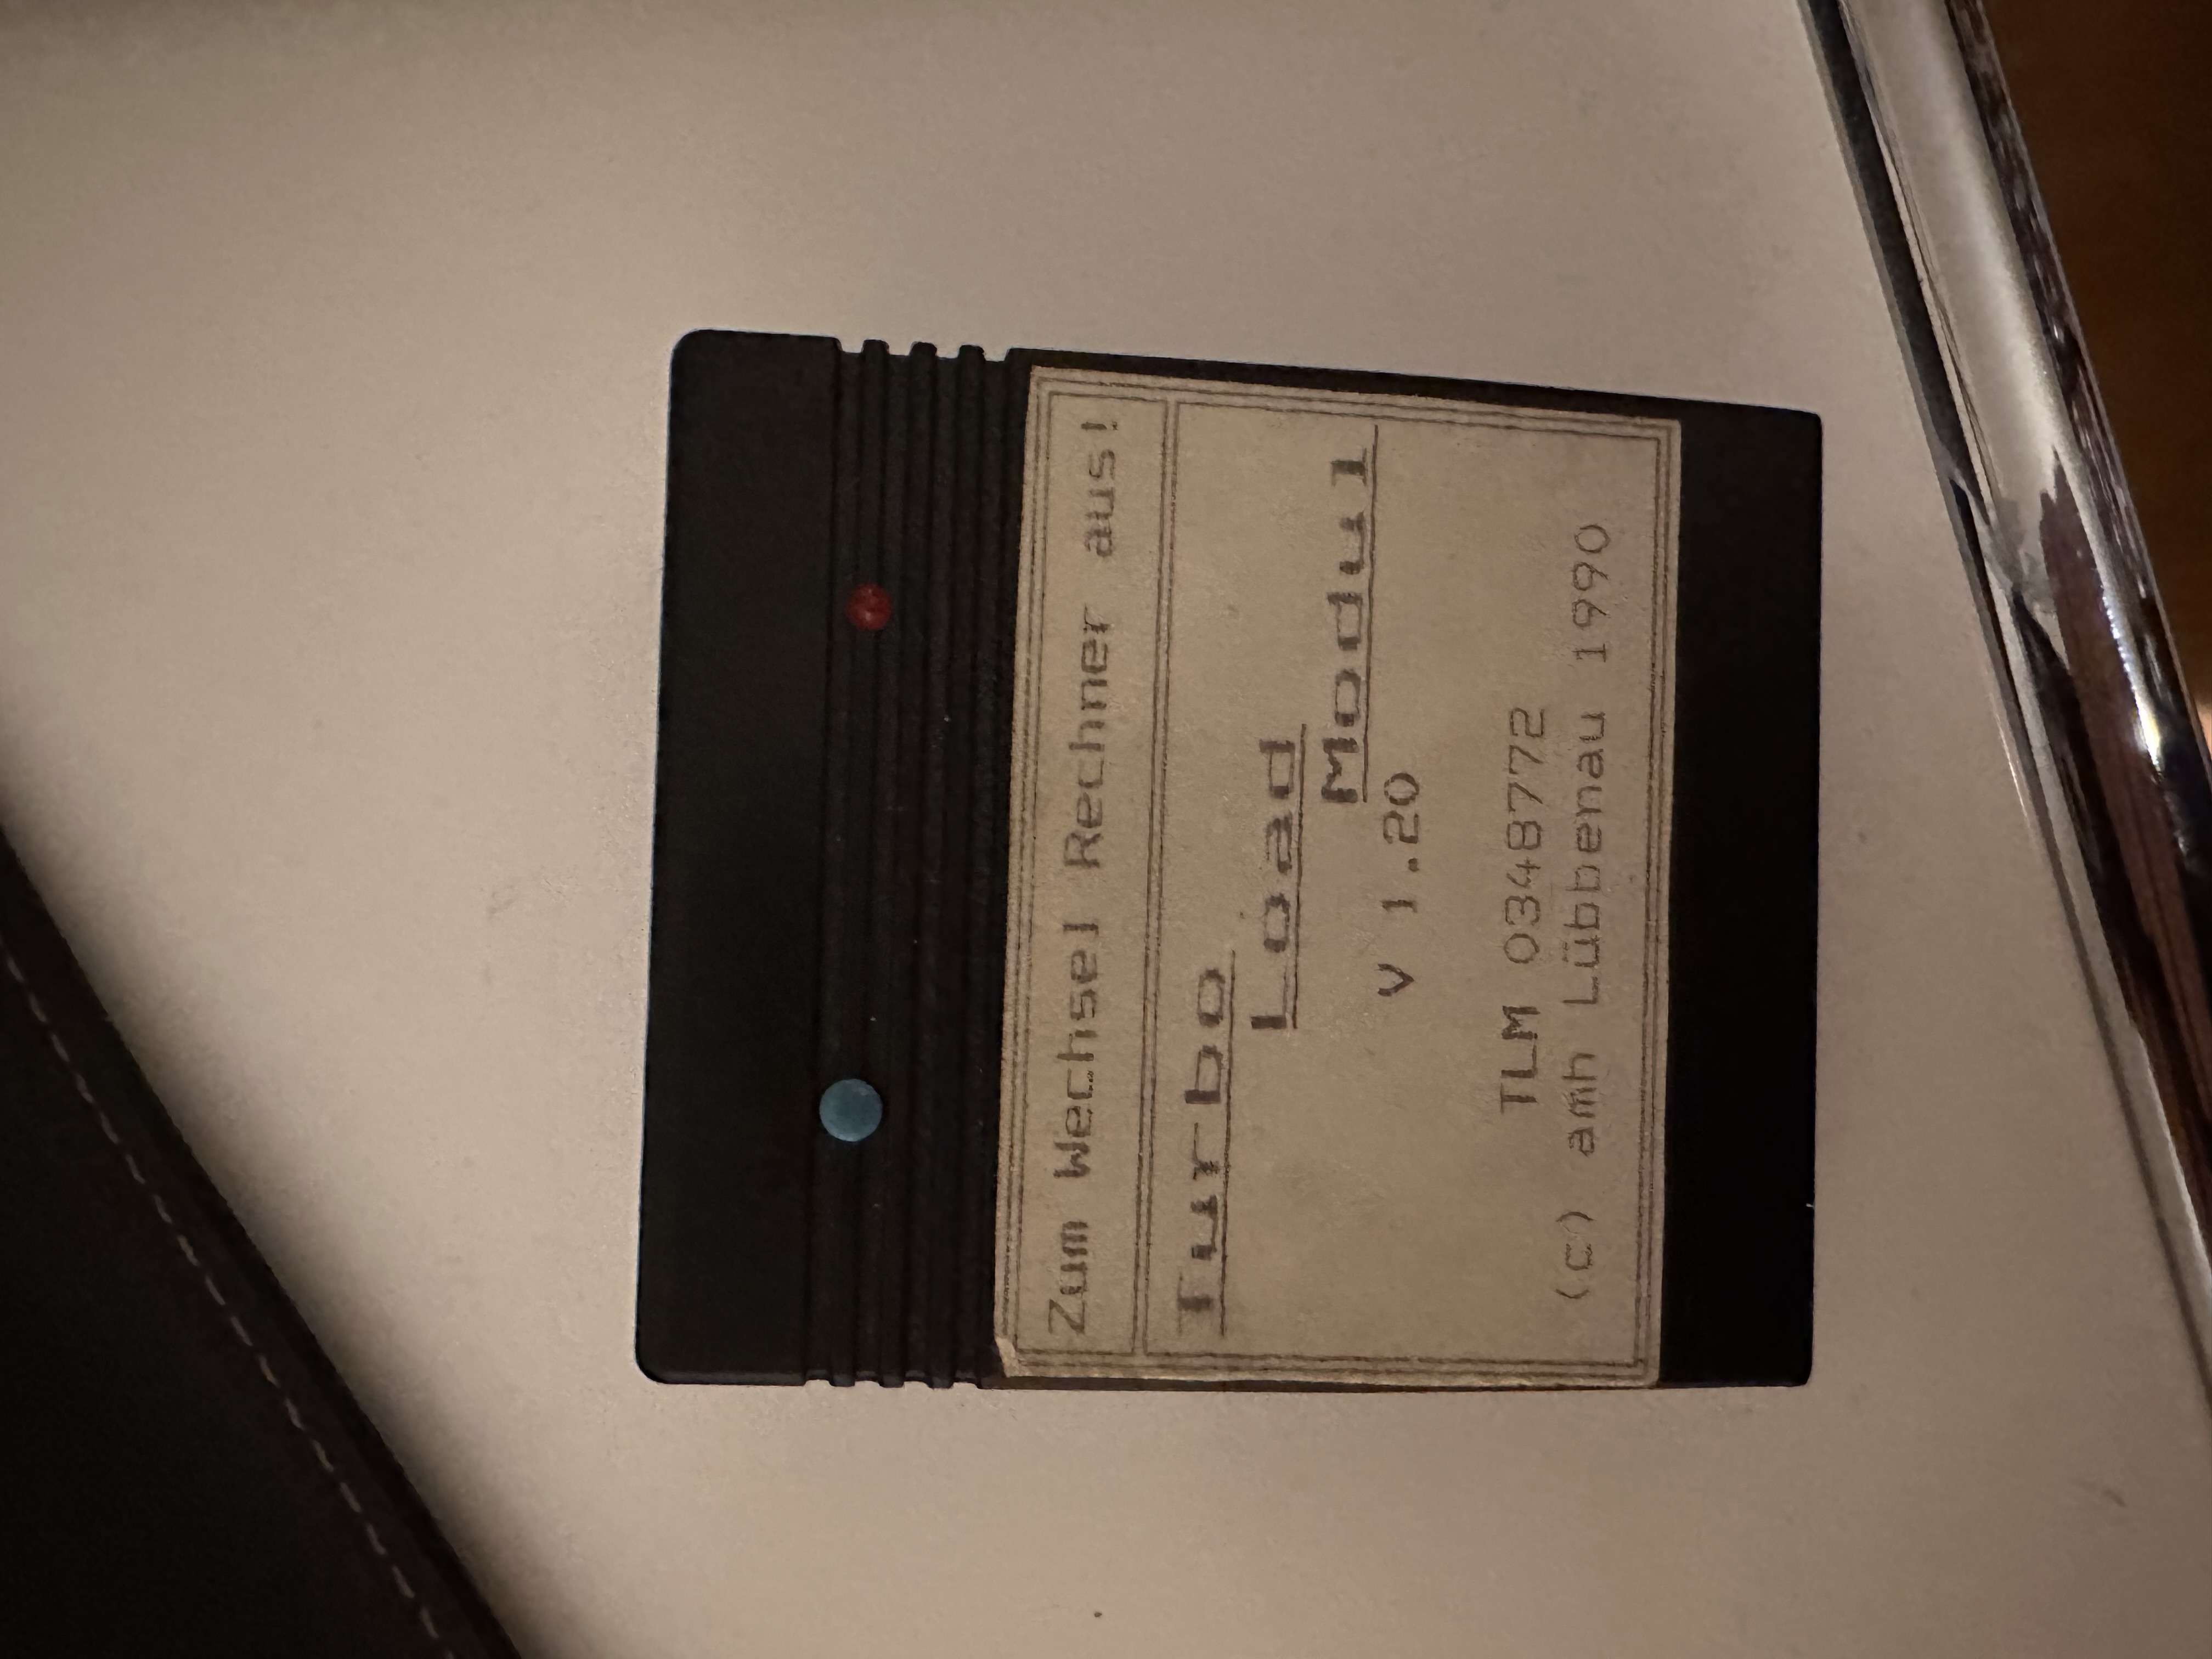 Zum Wechsel Rechner aus!
Turbo
Load
Modul
V 1.20
TLM 0348772
(c) amh Lübbenau 1990